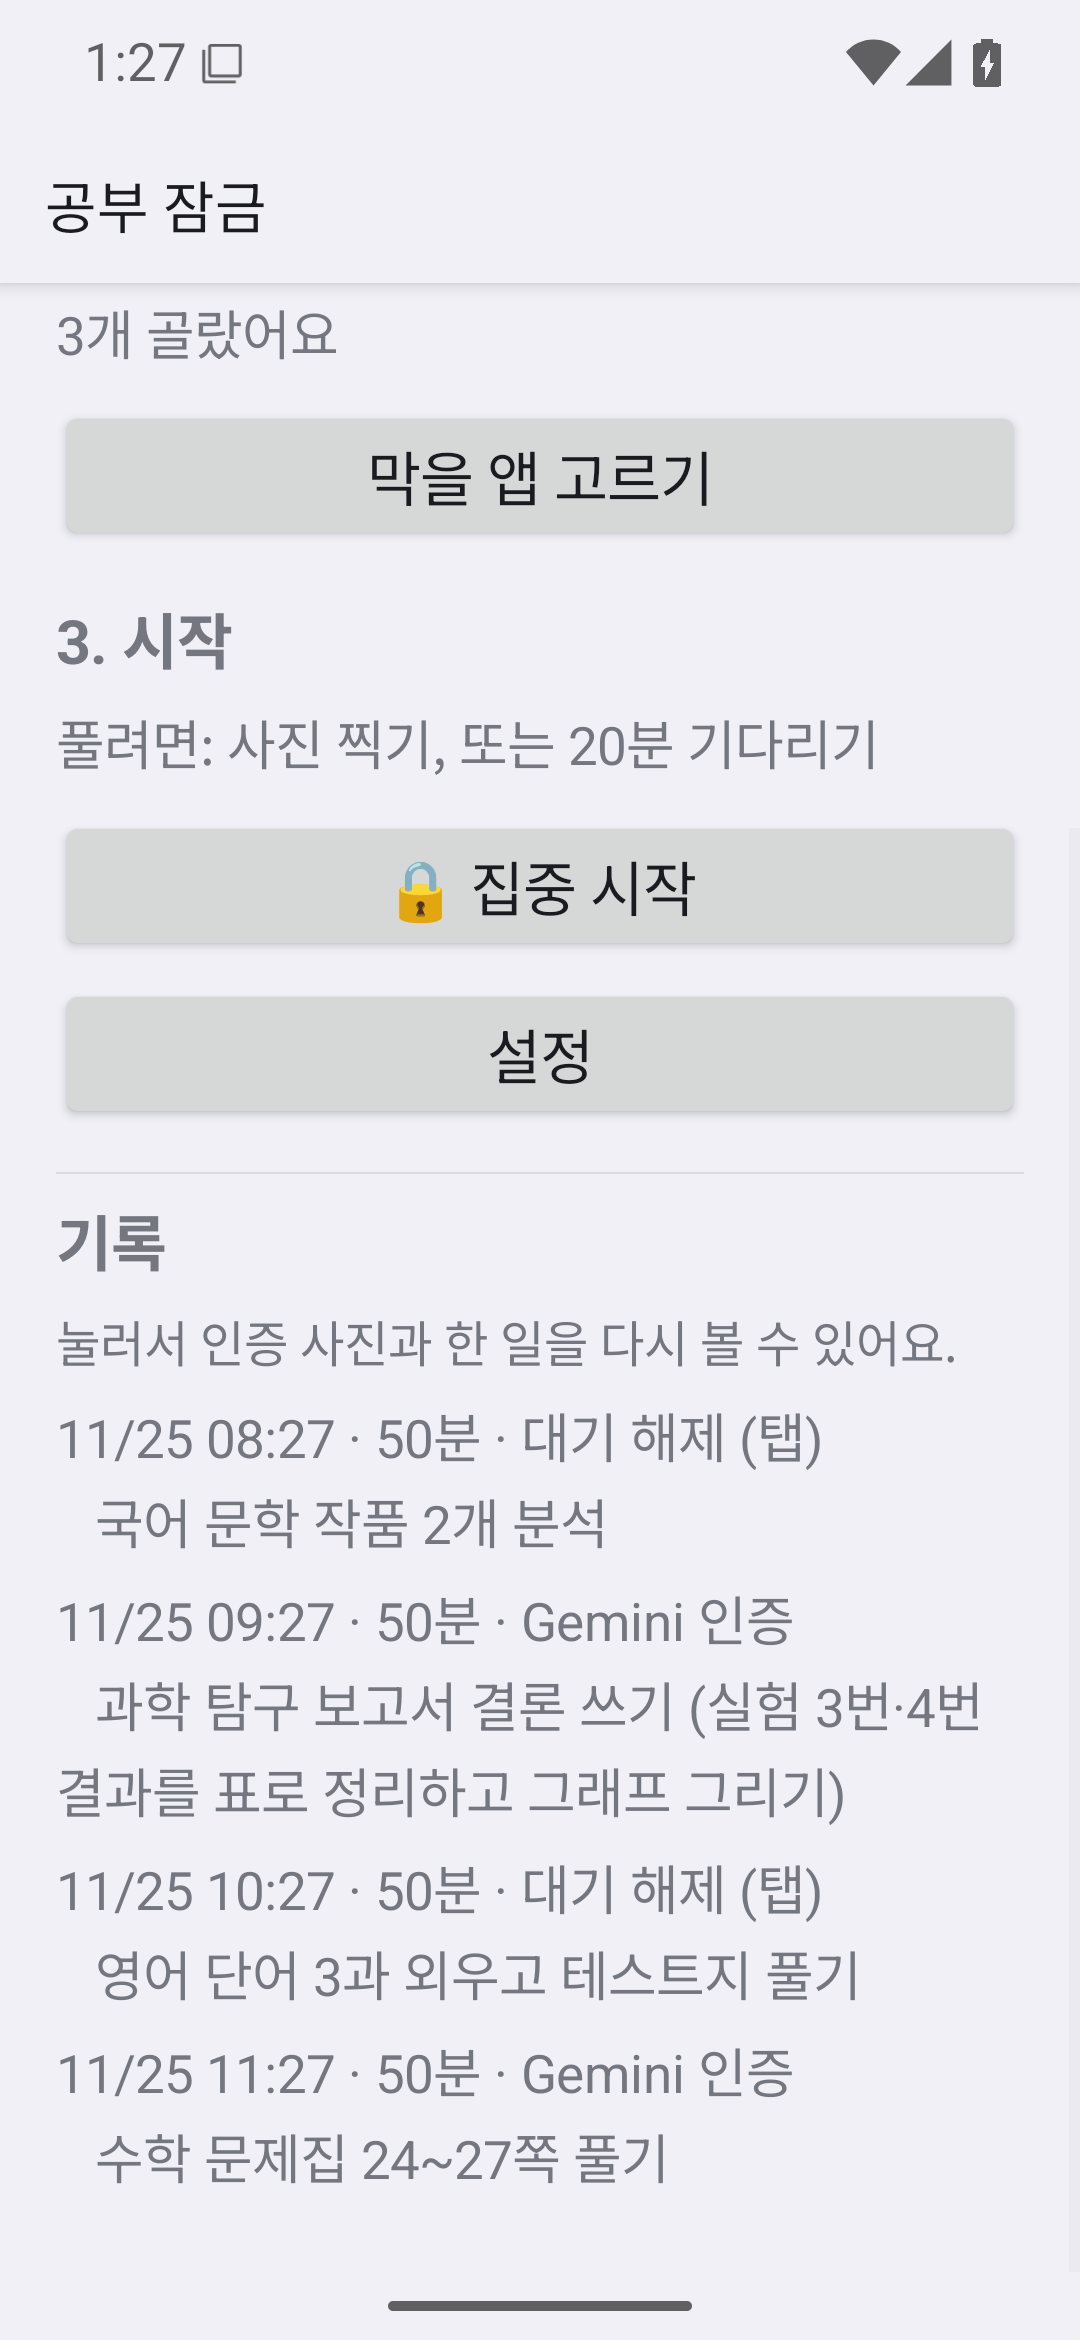 1:27
공부 잠금
3개 골랐어요
막을 앱 고르기
3. 시작
풀려면: 사진 찍기, 또는 20분 기다리기
🔒 집중 시작
설정
기록
눌러서 인증 사진과 한 일을 다시 볼 수 있어요.
11/25 08:27 · 50분 · 대기 해제 (탭)
국어 문학 작품 2개 분석
11/25 09:27 · 50분 · Gemini 인증
과학 탐구 보고서 결론 쓰기 (실험 3번·4번
결과를 표로 정리하고 그래프 그리기)
11/25 10:27 · 50분 · 대기 해제 (탭)
영어 단어 3과 외우고 테스트지 풀기
11/25 11:27 · 50분 · Gemini 인증
수학 문제집 24~27쪽 풀기